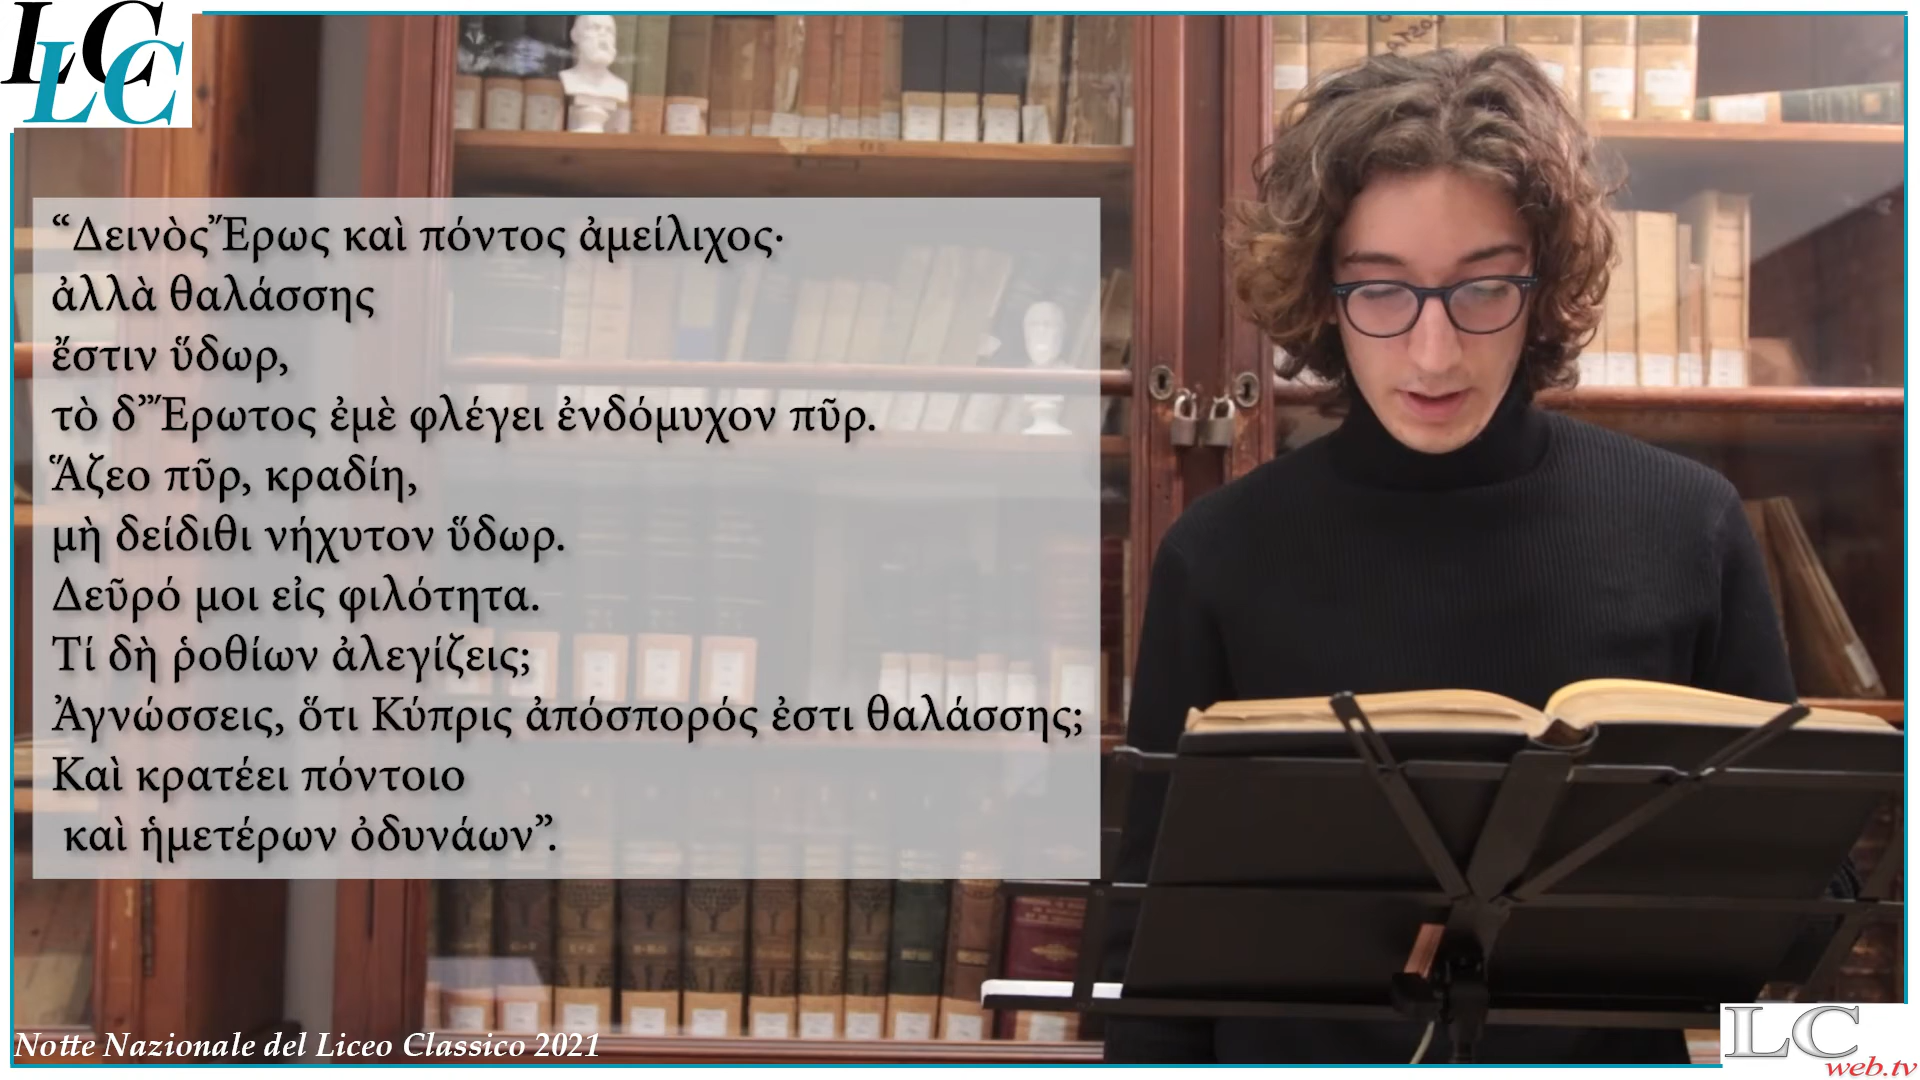 LC
LC
“Δεινὸς Ἔρως καὶ πόντος ἀμείλιχος·
ἀλλὰ θαλάσσης
ἔστιν ὕδωρ,
τὸ δ’ Ἔρωτος ἐμὲ φλέγει ἐνδόμυχον πῦρ.
Ἅζεο πῦρ, κραδίη,
μὴ δείδιθι νήχυτον ὕδωρ.
Δεῦρό μοι εἰς φιλότητα.
Τί δὴ ῥοθίων ἀλεγίζεις;
Ἀγνώσσεις, ὅτι Κύπρις ἀπόσπορός ἐστι θαλάσσης;
Καὶ κρατέει πόντοιο
καὶ ἡμετέρων ὀδυνάων”.
Notte Nazionale del Liceo Classico 2021
LC
web.tv